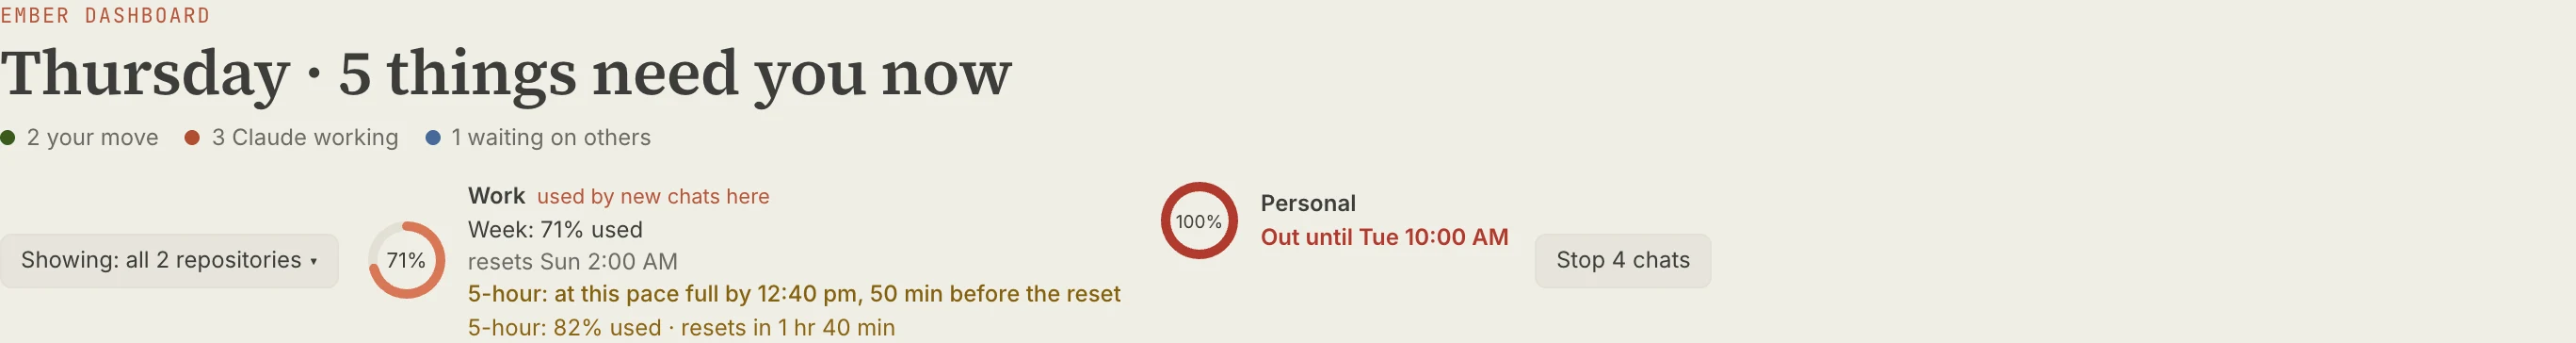 EMBER DASHBOARD
Thursday · 5 things need you now
2 your move 3 Claude working 1 waiting on others
Showing: all 2 repositories ▾
71%
Work used by new chats here
Week: 71% used
resets Sun 2:00 AM
5-hour: at this pace full by 12:40 pm, 50 min before the reset
5-hour: 82% used · resets in 1 hr 40 min
100%
Personal
Out until Tue 10:00 AM
Stop 4 chats